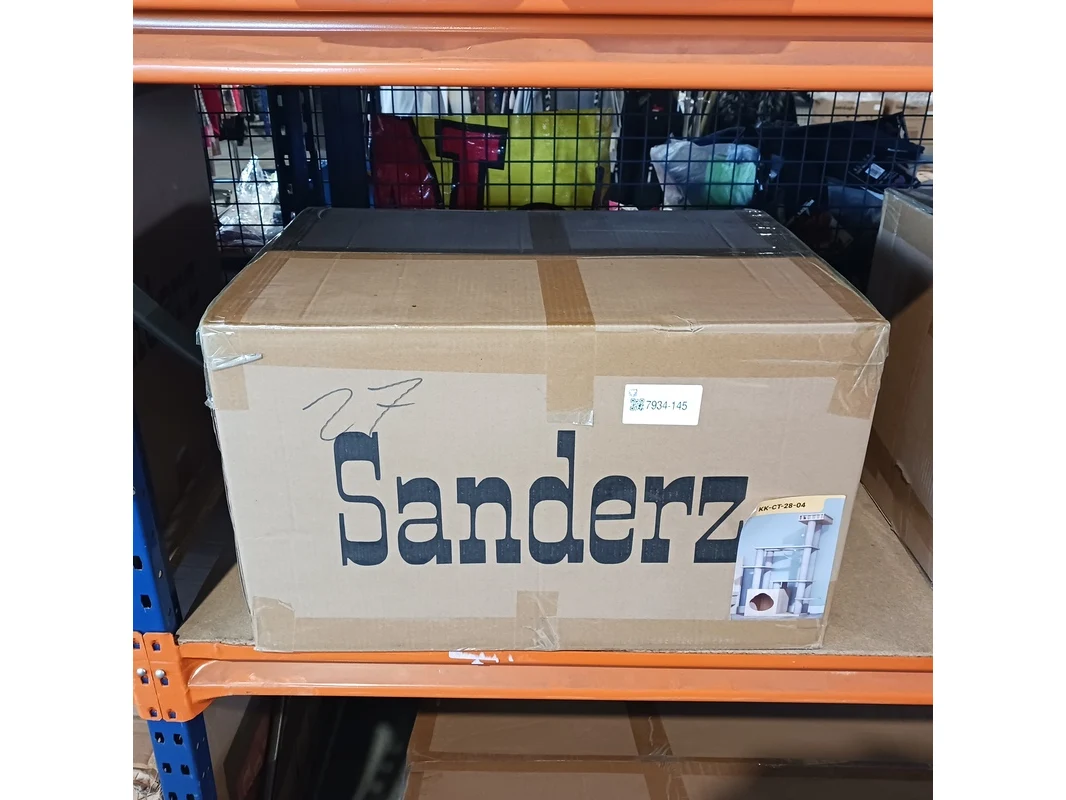 T
27
7934-145
Sanderz
KK-CT-28-04